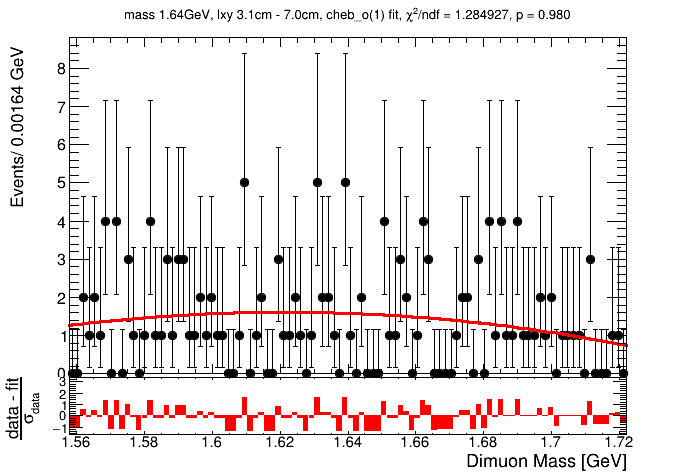 mass 1.64GeV, lxy 3.1cm - 7.0cm, cheb_o(1) fit, χ²/ndf = 1.284927, p = 0.980
Events/ 0.00164 GeV
8
7
6
5
4
3
2
1
0
data - fit
σdata
3
2
1
0
−1
1.56 1.58 1.6 1.62 1.64 1.66 1.68 1.7 1.72
Dimuon Mass [GeV]